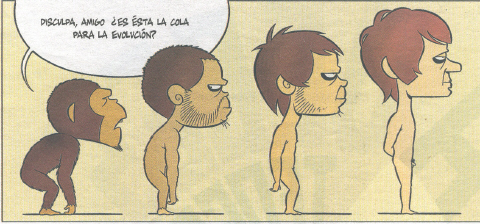 DISCULPA, AMIGO ¿ES ÉSTA LA COLA
PARA LA EVOLUCIÓN?